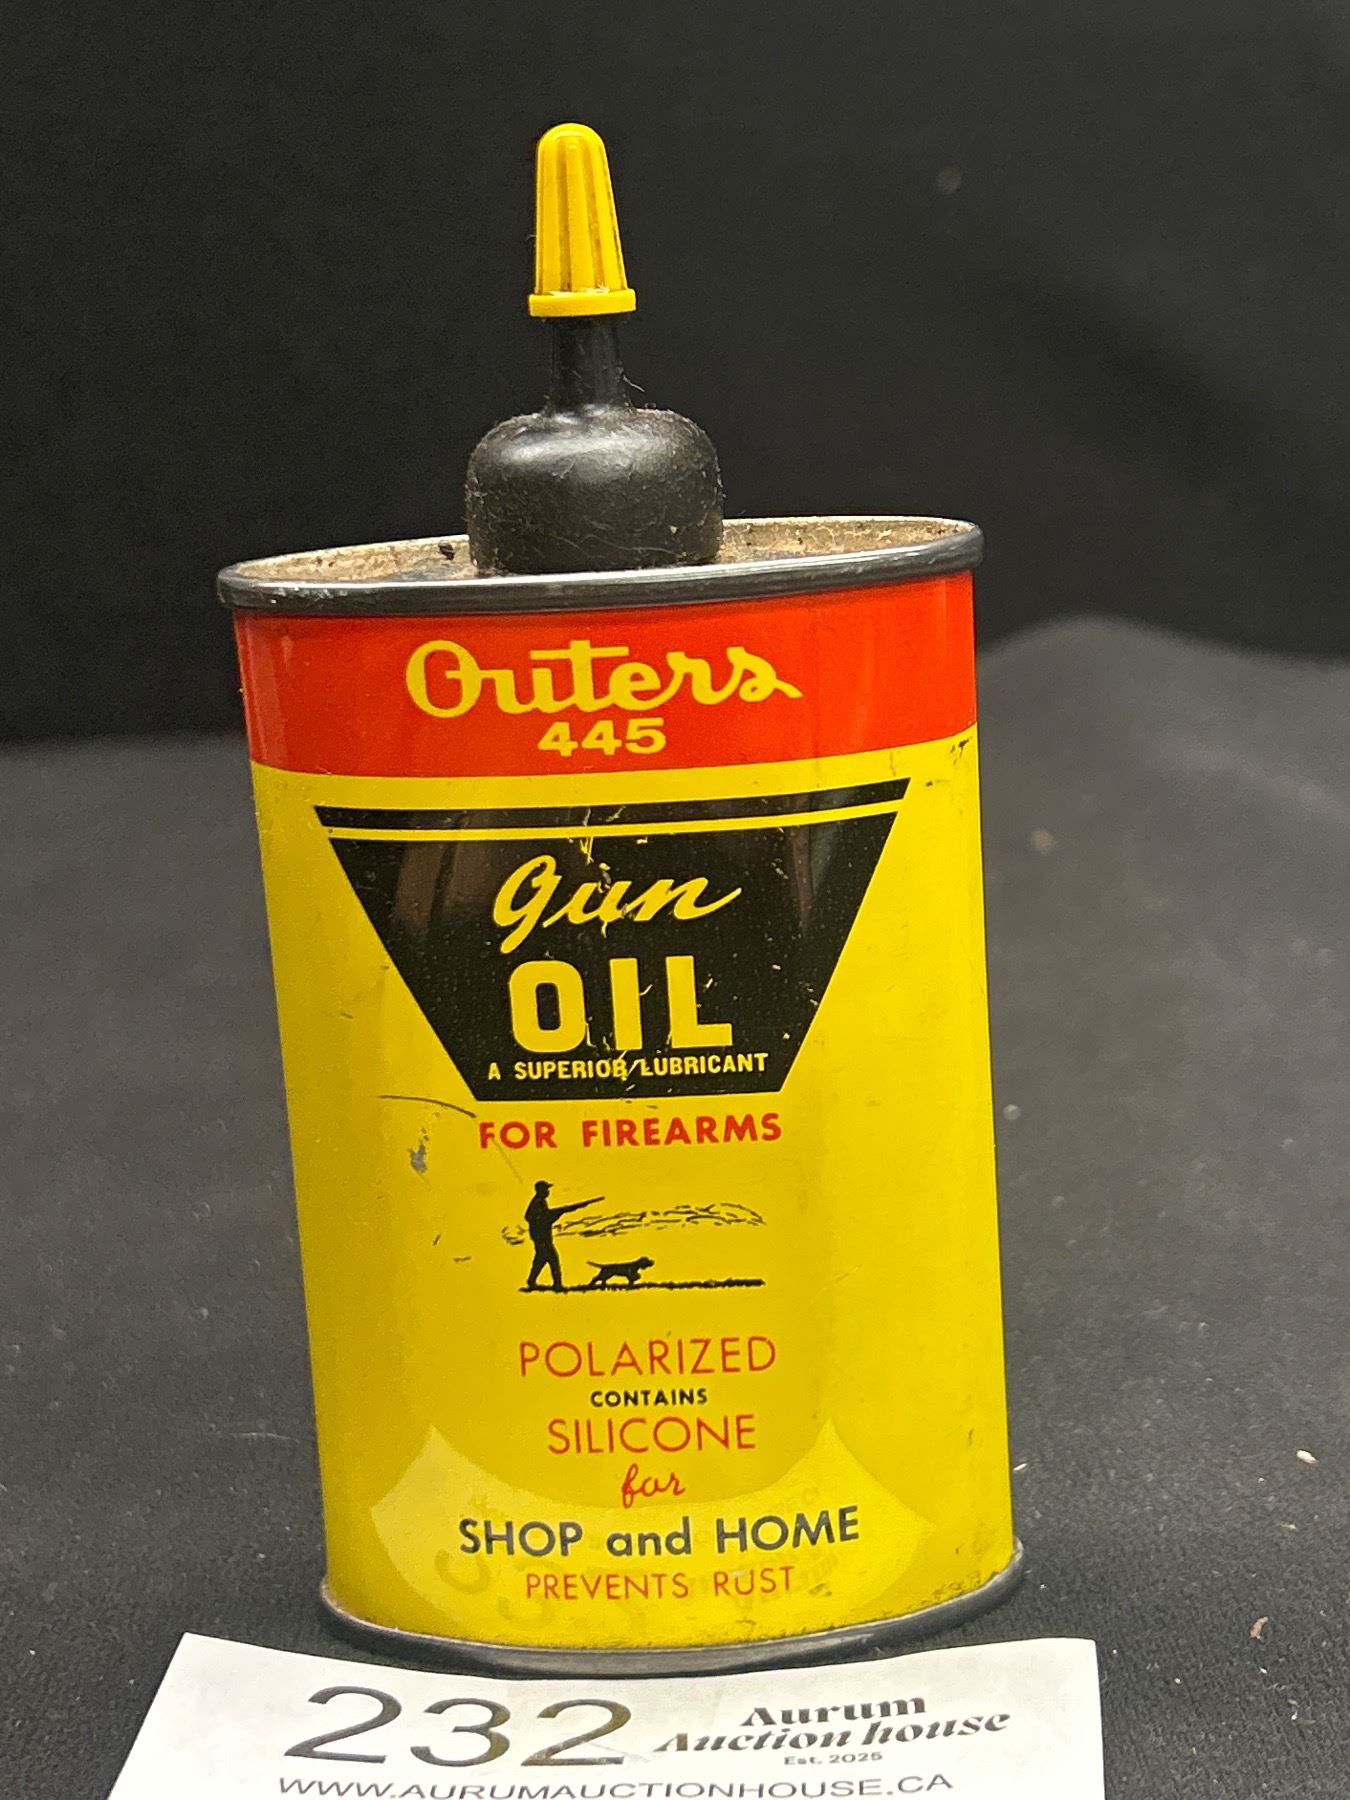 Outers
445
Gun
OIL
A SUPERIOR LUBRICANT
FOR FIREARMS
POLARIZED
CONTAINS
SILICONE
for
SHOP and HOME
PREVENTS RUST
232
Aurum
Auction house
Est. 2025
WWW.AURUMAUCTIONHOUSE.CA